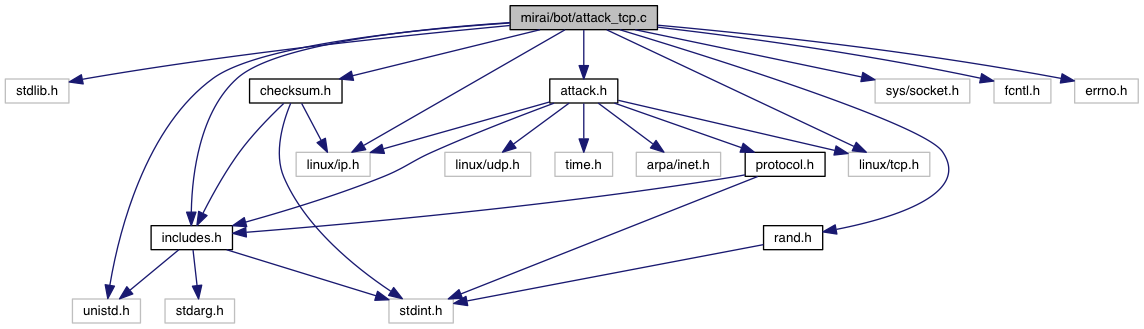 mirai/bot/attack_tcp.c
stdlib.h
checksum.h
attack.h
sys/socket.h
fcntl.h
errno.h
linux/ip.h
linux/udp.h
time.h
arpa/inet.h
protocol.h
linux/tcp.h
includes.h
rand.h
unistd.h
stdarg.h
stdint.h